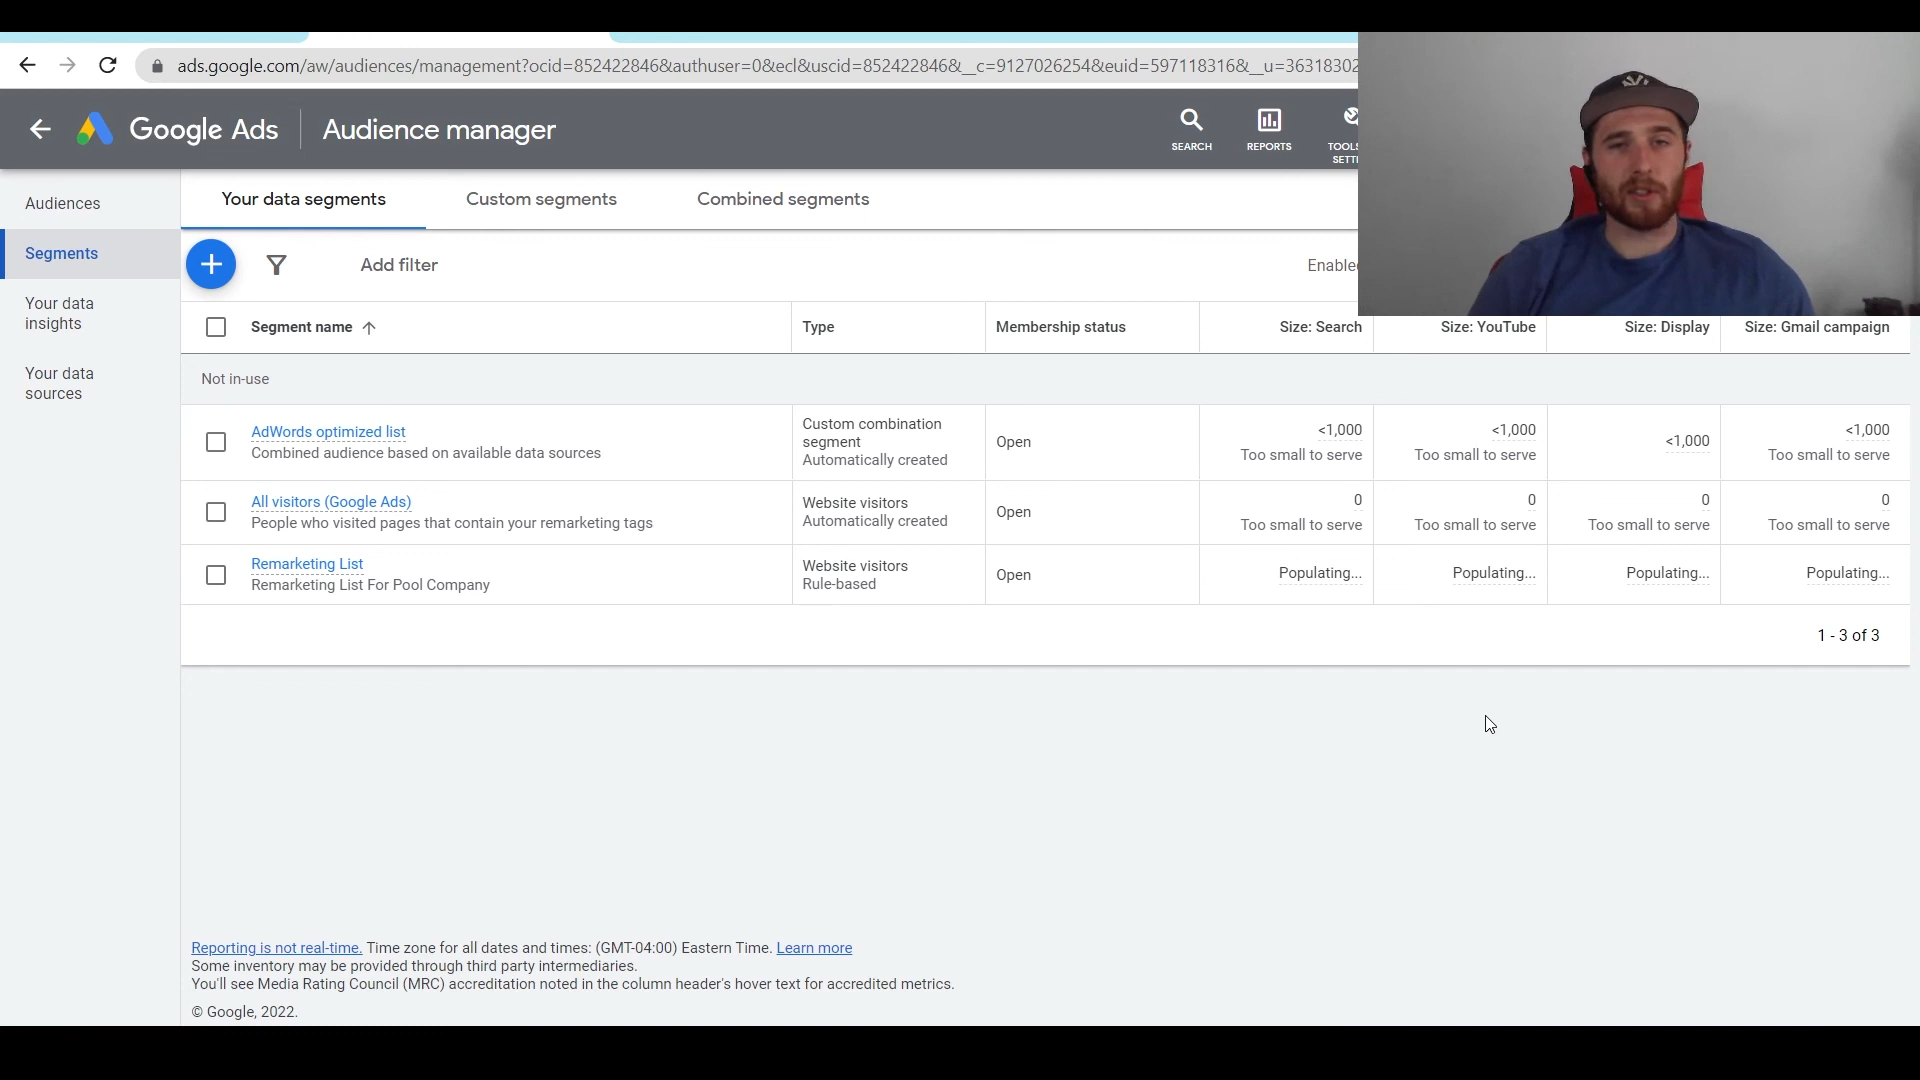 ads.google.com/aw/audiences/management?ocid=852422846&authuser=0&ecl&uscid=852422846&__c=9127026254&euid=597118316&__u=36318302
Google Ads Audience manager
SEARCH
REPORTS
TOOLS
SETTI
Audiences
Segments
Your data
insights
Your data
sources
Your data segments Custom segments Combined segments
Add filter
Enabled
Segment name Type Membership status Size: Search Size: YouTube Size: Display Size: Gmail campaign
Not in-use
AdWords optimized list
Combined audience based on available data sources
Custom combination
segment
Automatically created
Open
<1,000
Too small to serve
<1,000
Too small to serve
<1,000
<1,000
Too small to serve
All visitors (Google Ads)
People who visited pages that contain your remarketing tags
Website visitors
Automatically created
Open
0
Too small to serve
0
Too small to serve
0
Too small to serve
0
Too small to serve
Remarketing List
Remarketing List For Pool Company
Website visitors
Rule-based
Open
Populating...
Populating...
Populating...
Populating...
1 - 3 of 3
Reporting is not real-time. Time zone for all dates and times: (GMT-04:00) Eastern Time. Learn more
Some inventory may be provided through third party intermediaries.
You'll see Media Rating Council (MRC) accreditation noted in the column header's hover text for accredited metrics.
© Google, 2022.